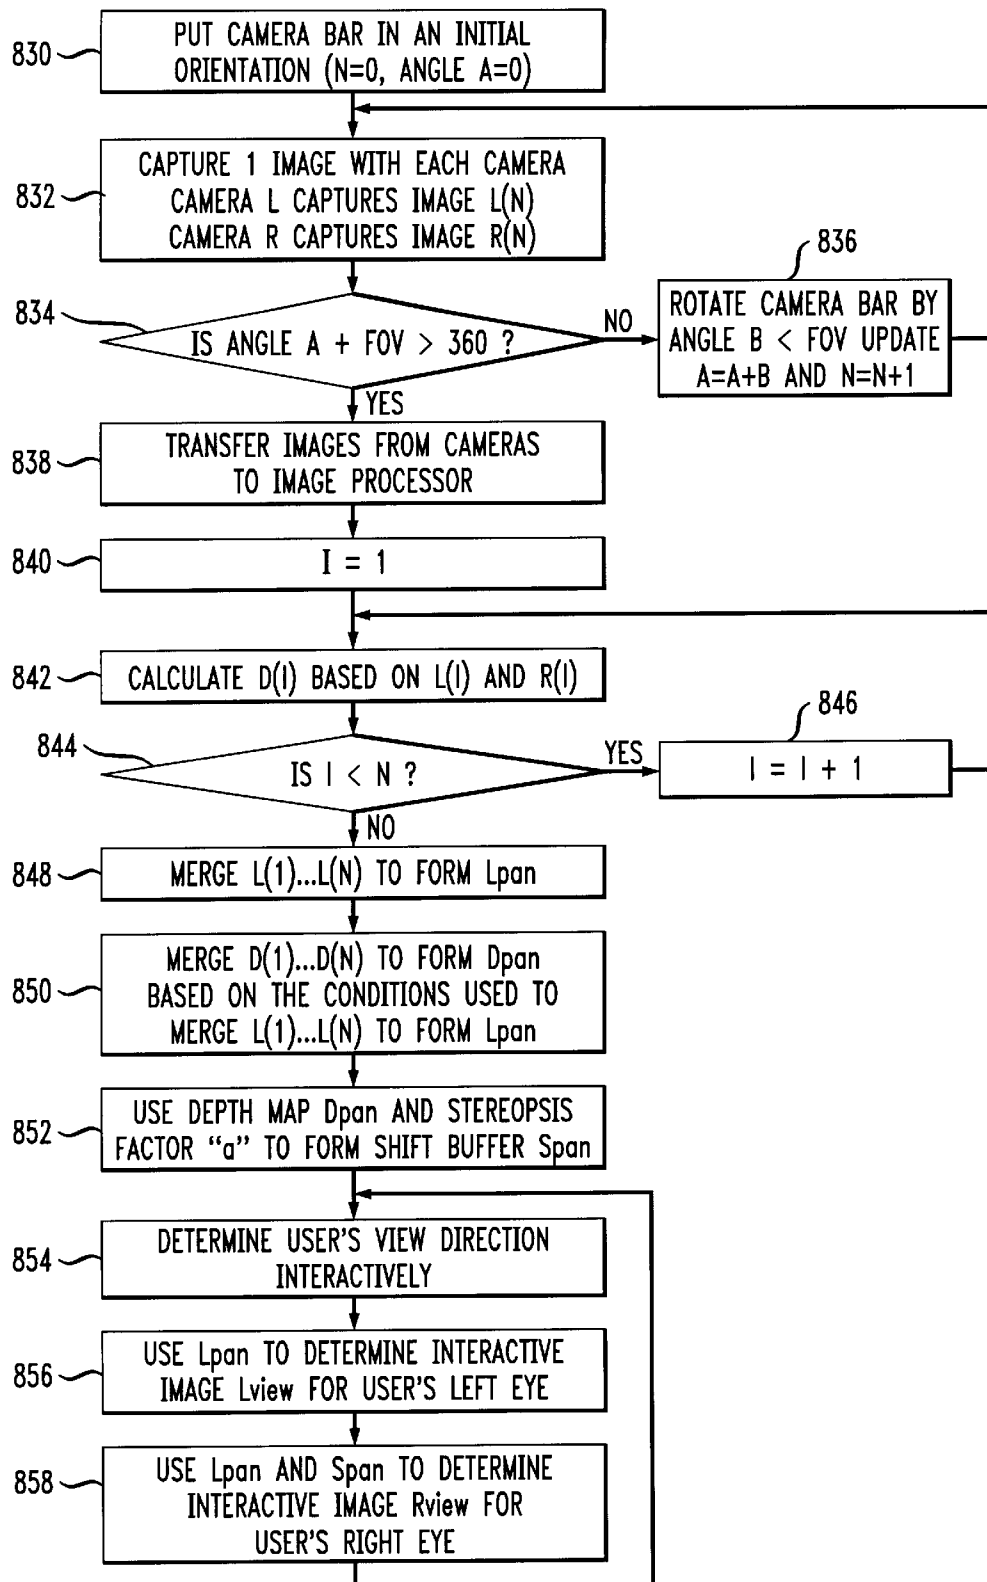 830
PUT CAMERA BAR IN AN INITIAL
ORIENTATION (N=0, ANGLE A=0)
832
CAPTURE 1 IMAGE WITH EACH CAMERA
CAMERA L CAPTURES IMAGE L(N)
CAMERA R CAPTURES IMAGE R(N)
834
IS ANGLE A + FOV > 360 ?
NO
836
ROTATE CAMERA BAR BY
ANGLE B < FOV UPDATE
A=A+B AND N=N+1
YES
838
TRANSFER IMAGES FROM CAMERAS
TO IMAGE PROCESSOR
840
I = 1
842
CALCULATE D(I) BASED ON L(I) AND R(I)
844
IS I < N ?
YES
846
I = I + 1
NO
848
MERGE L(1)...L(N) TO FORM Lpan
850
MERGE D(1)...D(N) TO FORM Dpan
BASED ON THE CONDITIONS USED TO
MERGE L(1)...L(N) TO FORM Lpan
852
USE DEPTH MAP Dpan AND STEREOPSIS
FACTOR “a” TO FORM SHIFT BUFFER Span
854
DETERMINE USER'S VIEW DIRECTION
INTERACTIVELY
856
USE Lpan TO DETERMINE INTERACTIVE
IMAGE Lview FOR USER'S LEFT EYE
858
USE Lpan AND Span TO DETERMINE
INTERACTIVE IMAGE Rview FOR
USER'S RIGHT EYE